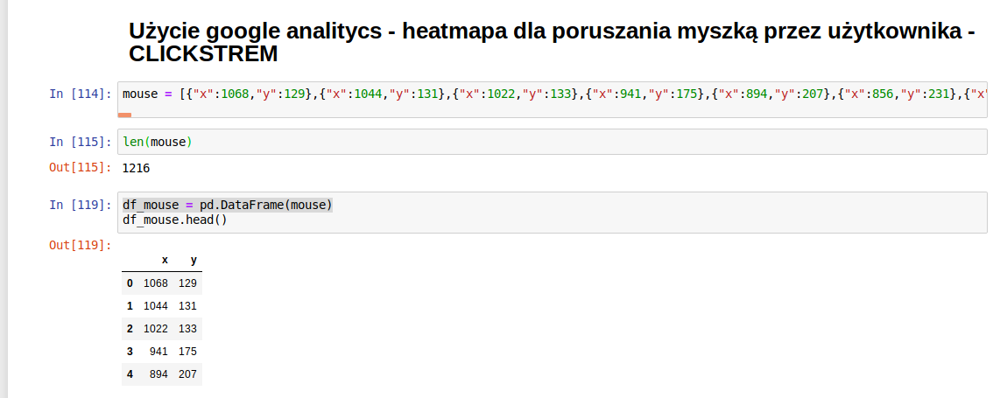 Użycie google analitycs - heatmapa dla poruszania myszką przez użytkownika -
CLICKSTREM
In [114]: mouse = [{"x":1068,"y":129},{"x":1044,"y":131},{"x":1022,"y":133},{"x":941,"y":175},{"x":894,"y":207},{"x":856,"y":231},{"x"
In [115]: len(mouse)
Out[115]: 1216
In [119]: df_mouse = pd.DataFrame(mouse)
df_mouse.head()
Out[119]:
x y
0 1068 129
1 1044 131
2 1022 133
3 941 175
4 894 207